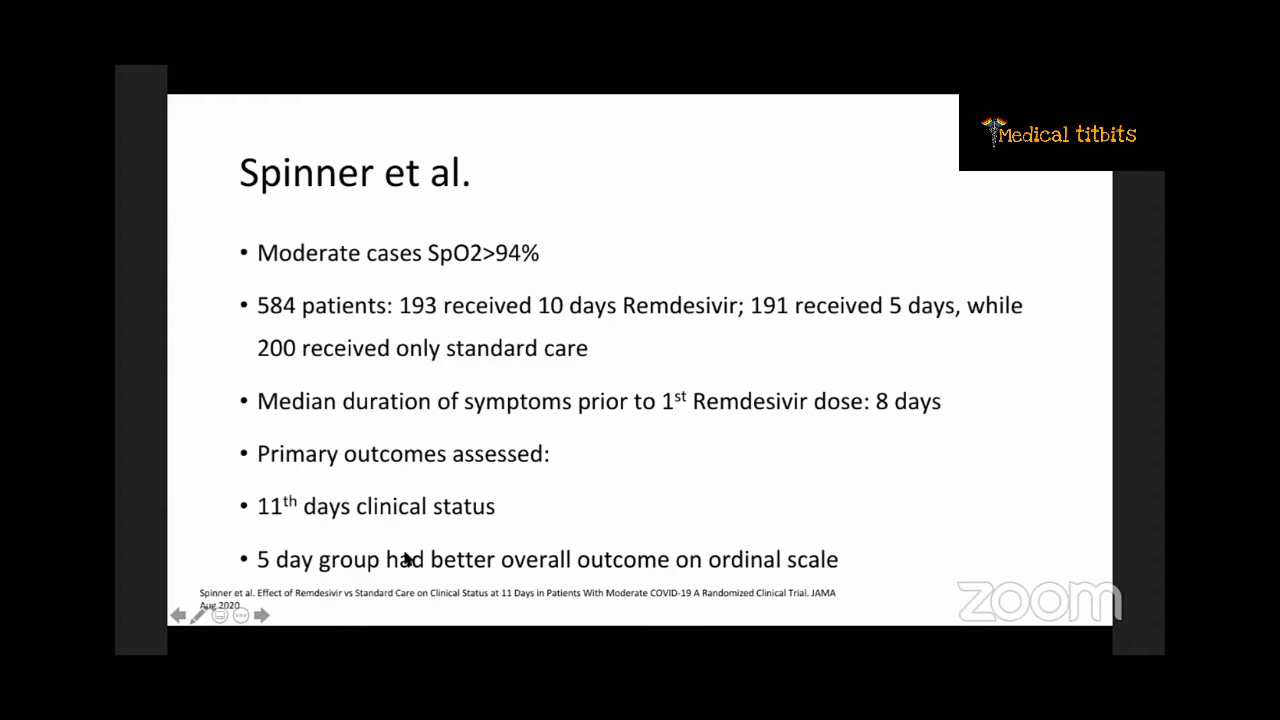 Medical titbits
Spinner et al.
• Moderate cases SpO2>94%
• 584 patients: 193 received 10 days Remdesivir; 191 received 5 days, while
200 received only standard care
• Median duration of symptoms prior to 1st Remdesivir dose: 8 days
• Primary outcomes assessed:
• 11th days clinical status
• 5 day group had better overall outcome on ordinal scale
Spinner et al. Effect of Remdesivir vs Standard Care on Clinical Status at 11 Days in Patients With Moderate COVID-19 A Randomized Clinical Trial. JAMA
Aug 2020
zoom